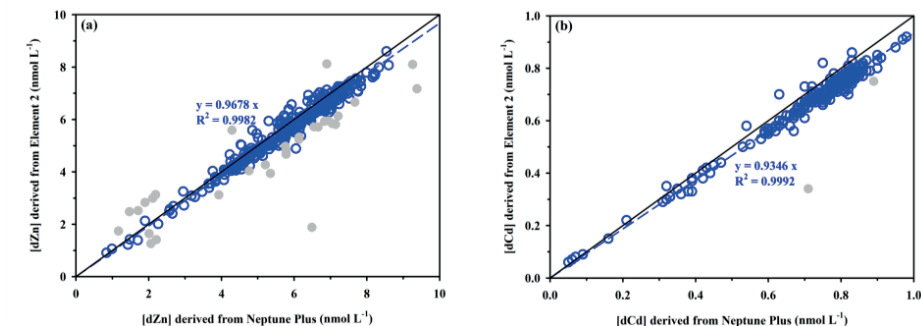 (a)
10
8
6
4
2
0
0
2
4
6
8
10
[dZn] derived from Element 2 (nmol L⁻¹)
[dZn] derived from Neptune Plus (nmol L⁻¹)
y = 0.9678 x
R² = 0.9982
(b)
1.0
0.8
0.6
0.4
0.2
0.0
0.0
0.2
0.4
0.6
0.8
1.0
[dCd] derived from Element 2 (nmol L⁻¹)
[dCd] derived from Neptune Plus (nmol L⁻¹)
y = 0.9346 x
R² = 0.9992